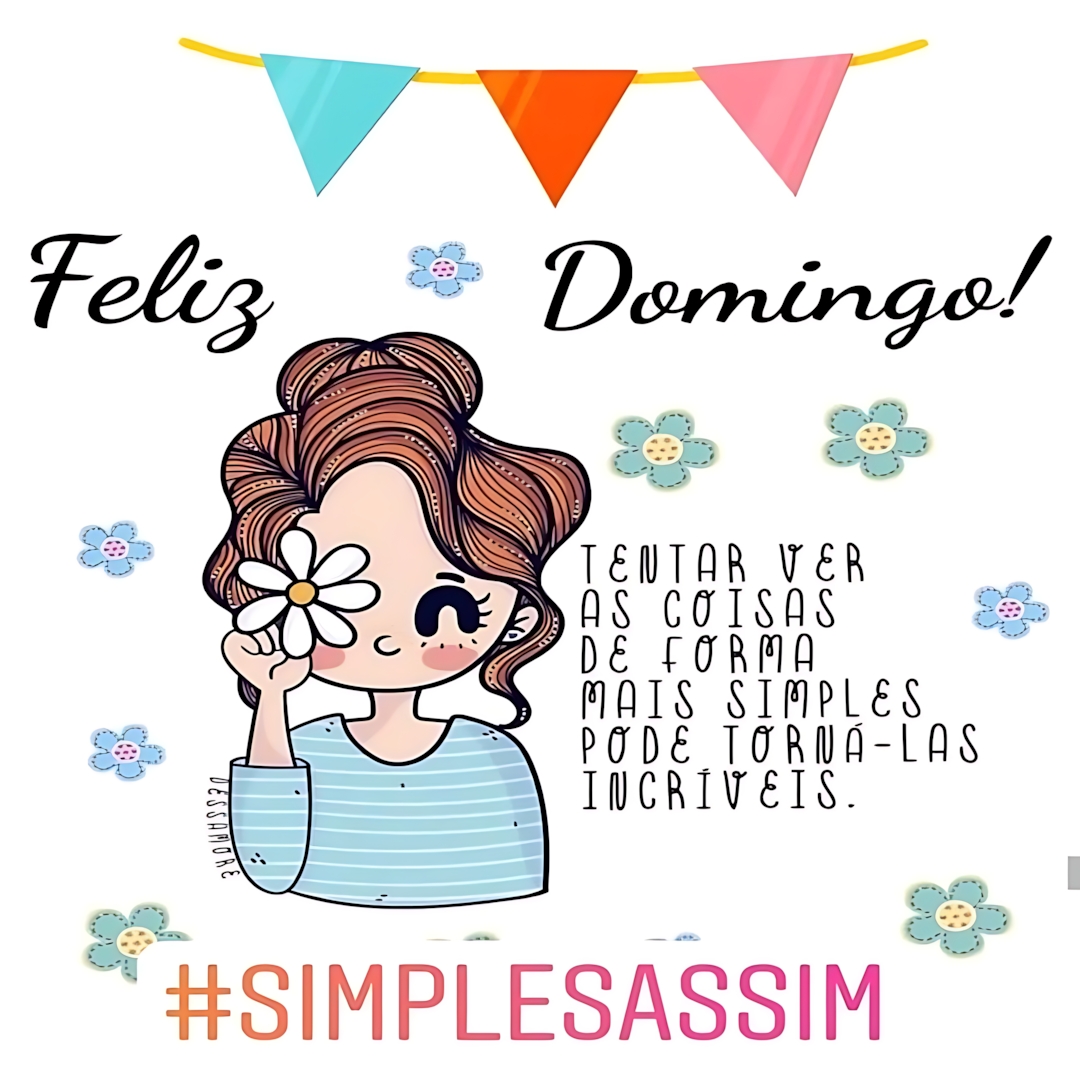 Feliz Domingo!
TENTAR VER
AS COISAS
DE FORMA
MAIS SIMPLES
PODE TORNÁ-LAS
INCRÍVEIS.
DESSAMORE
#SIMPLESASSIM